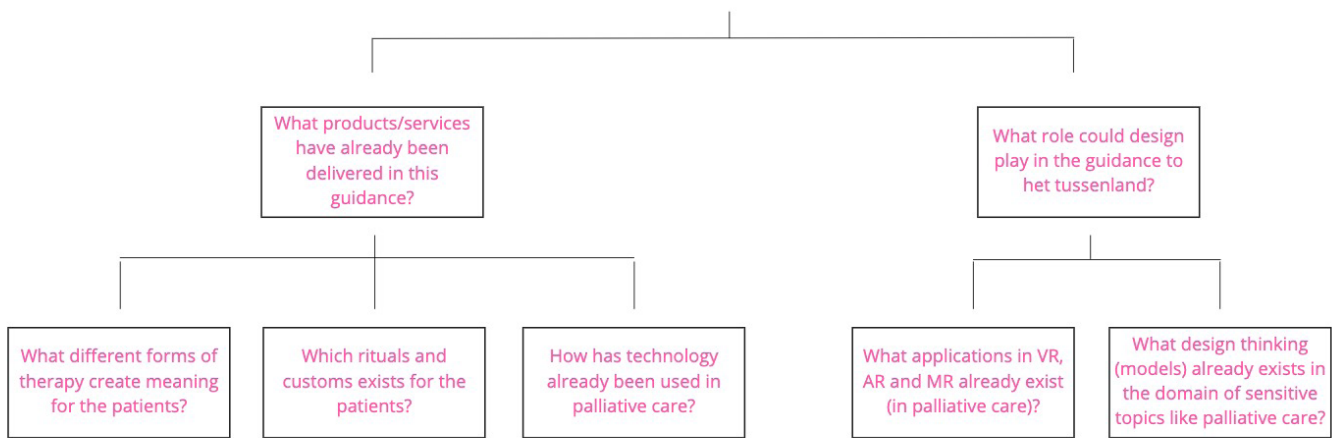 What products/services
have already been
delivered in this
guidance?
What role could design
play in the guidance to
het tussenland?
What different forms of
therapy create meaning
for the patients?
Which rituals and
customs exists for the
patients?
How has technology
already been used in
palliative care?
What applications in VR,
AR and MR already exist
(in palliative care)?
What design thinking
(models) already exists in
the domain of sensitive
topics like palliative care?